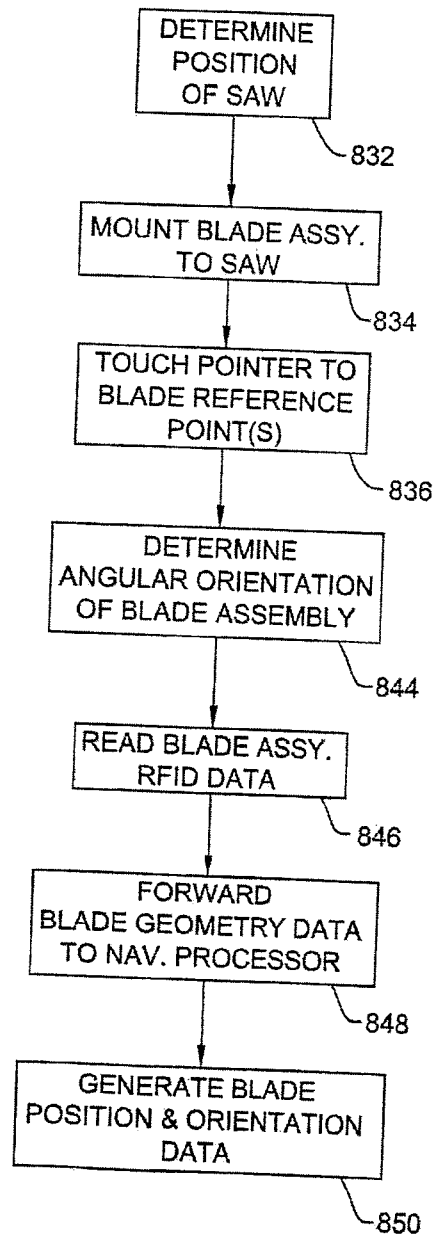 DETERMINE
POSITION
OF SAW
832
MOUNT BLADE ASSY.
TO SAW
834
TOUCH POINTER TO
BLADE REFERENCE
POINT(S)
836
DETERMINE
ANGULAR ORIENTATION
OF BLADE ASSEMBLY
844
READ BLADE ASSY.
RFID DATA
846
FORWARD
BLADE GEOMETRY DATA
TO NAV. PROCESSOR
848
GENERATE BLADE
POSITION & ORIENTATION
DATA
850